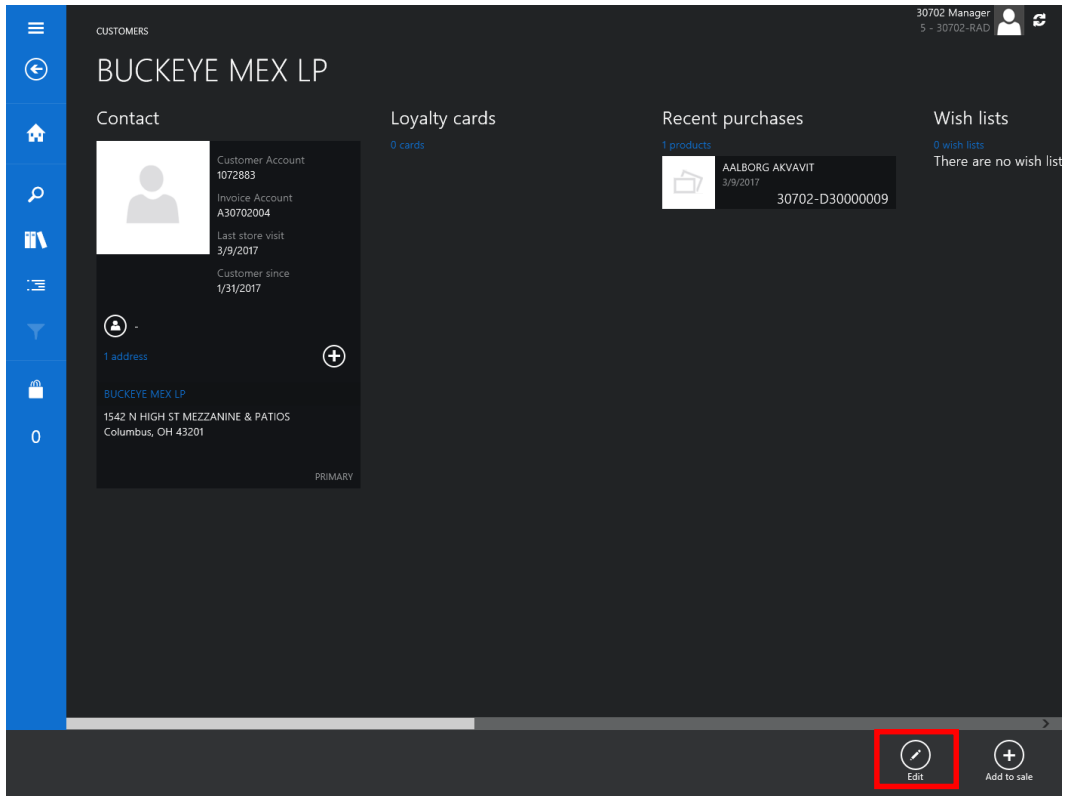 30702 Manager
5 - 30702-RAD
CUSTOMERS
BUCKEYE MEX LP
Contact
Customer Account
1072883
Invoice Account
A30702004
Last store visit
3/9/2017
Customer since
1/31/2017
-
1 address
BUCKEYE MEX LP
1542 N HIGH ST MEZZANINE & PATIOS
Columbus, OH 43201
PRIMARY
Loyalty cards
0 cards
Recent purchases
1 products
AALBORG AKVAVIT
3/9/2017
30702-D30000009
Wish lists
0 wish lists
There are no wish list
0
Edit
Add to sale